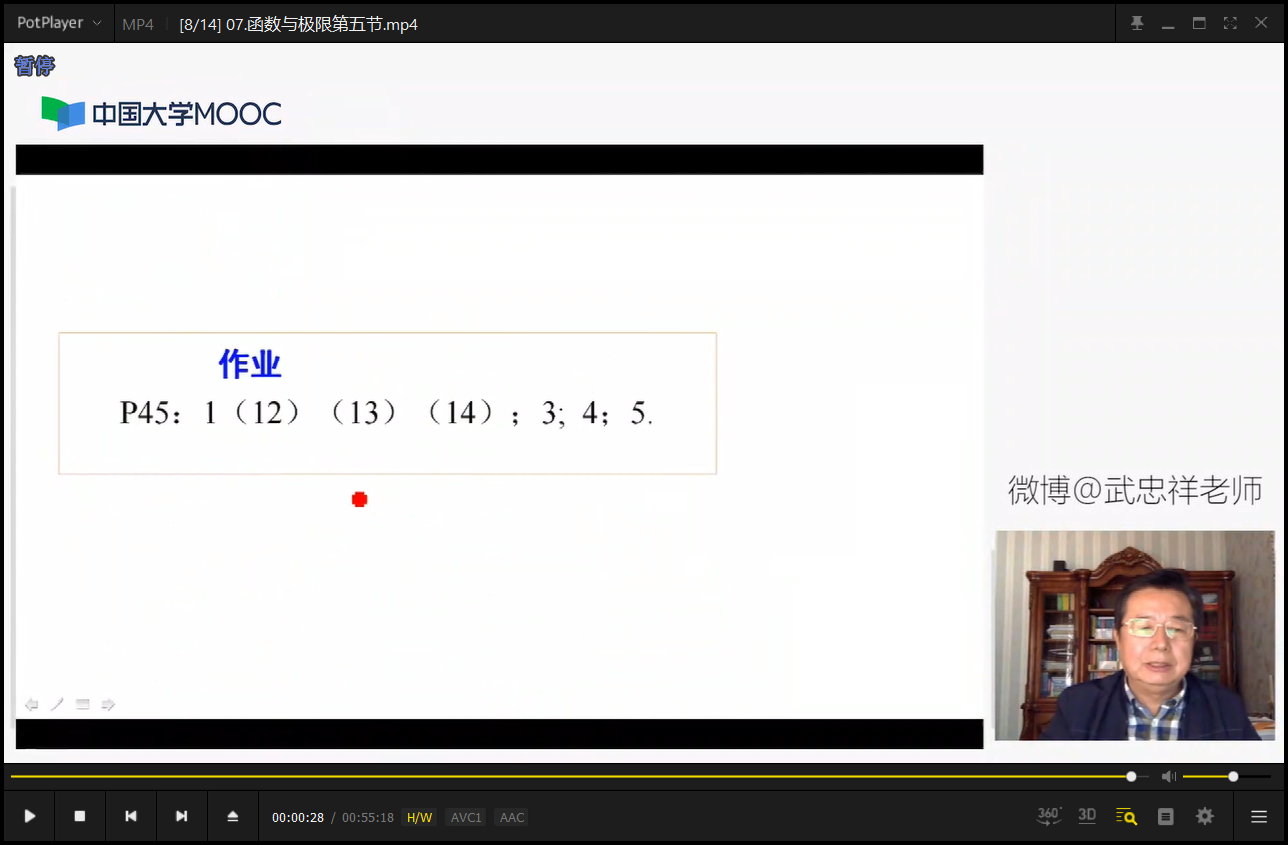 PotPlayer MP4 [8/14] 07.函数与极限第五节.mp4
暂停
中国大学MOOC
作业
P45：1（12）（13）（14）；3; 4；5.
微博@武忠祥老师
00:00:28 / 00:55:18 H/W AVC1 AAC 360° 3D